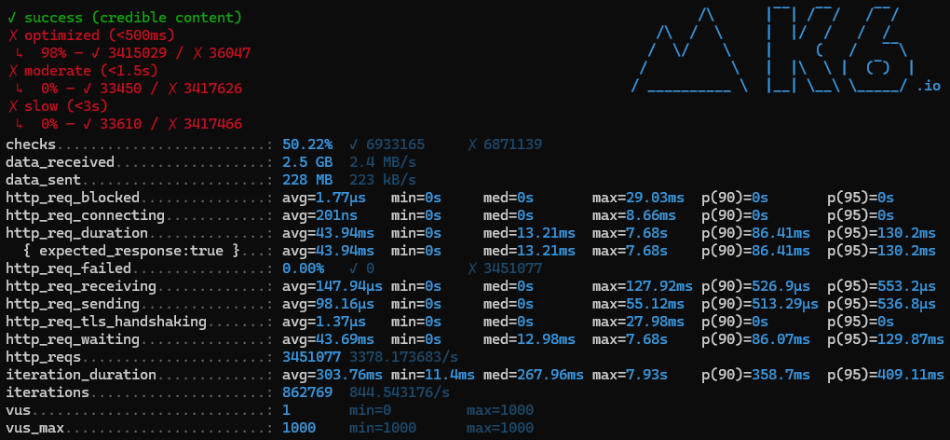 ✓ success (credible content)
✗ optimized (<500ms)
↳ 98% — ✓ 3415029 / ✗ 36047
✗ moderate (<1.5s)
↳ 0% — ✓ 33450 / ✗ 3417626
✗ slow (<3s)
↳ 0% — ✓ 33610 / ✗ 3417466
K6
.io
checks.........................: 50.22% ✓ 6933165 ✗ 6871139
data_received..................: 2.5 GB 2.4 MB/s
data_sent......................: 228 MB 223 kB/s
http_req_blocked...............: avg=1.77µs min=0s med=0s max=29.03ms p(90)=0s p(95)=0s
http_req_connecting............: avg=201ns min=0s med=0s max=8.66ms p(90)=0s p(95)=0s
http_req_duration..............: avg=43.94ms min=0s med=13.21ms max=7.68s p(90)=86.41ms p(95)=130.2ms
{ expected_response:true }...: avg=43.94ms min=0s med=13.21ms max=7.68s p(90)=86.41ms p(95)=130.2ms
http_req_failed................: 0.00% ✓ 0 ✗ 3451077
http_req_receiving.............: avg=147.94µs min=0s med=0s max=127.92ms p(90)=526.9µs p(95)=553.2µs
http_req_sending...............: avg=98.16µs min=0s med=0s max=55.12ms p(90)=513.29µs p(95)=536.8µs
http_req_tls_handshaking.......: avg=1.37µs min=0s med=0s max=27.98ms p(90)=0s p(95)=0s
http_req_waiting...............: avg=43.69ms min=0s med=12.98ms max=7.68s p(90)=86.07ms p(95)=129.87ms
http_reqs......................: 3451077 3378.173683/s
iteration_duration.............: avg=303.76ms min=11.4ms med=267.96ms max=7.93s p(90)=358.7ms p(95)=409.11ms
iterations.....................: 862769 844.543176/s
vus............................: 1 min=0 max=1000
vus_max........................: 1000 min=1000 max=1000